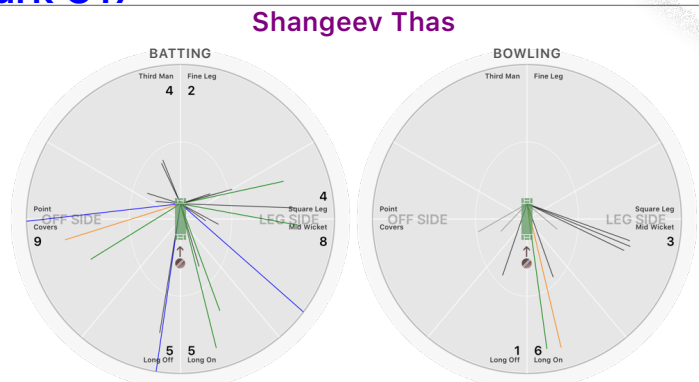 Shangeev Thas
BATTING
BOWLING
Third Man Fine Leg
4 2
Third Man Fine Leg
4
Point
Square Leg
OFF SIDE
LEG SIDE
Covers
Mid Wicket
9
8
5 5
Long Off Long On
Square Leg
OFF SIDE
LEG SIDE
Mid Wicket
3
1 6
Long Off Long On